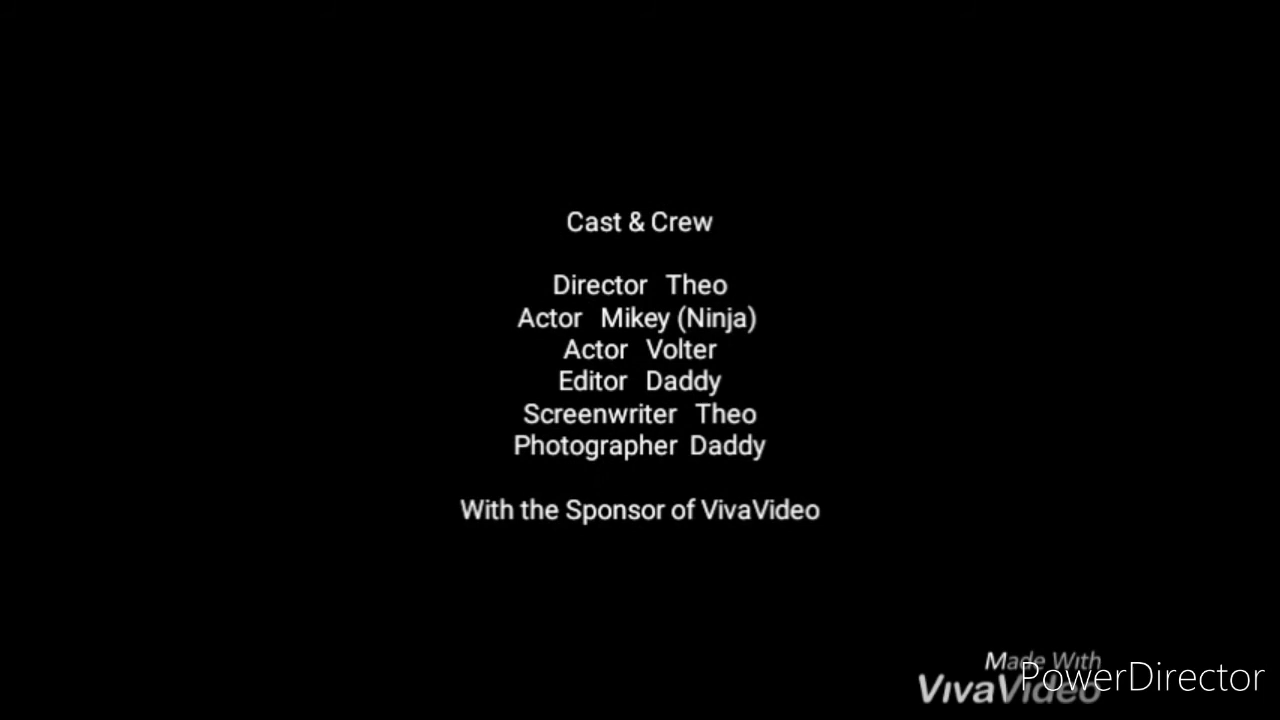 Cast & Crew
Director Theo
Actor Mikey (Ninja)
Actor Volter
Editor Daddy
Screenwriter Theo
Photographer Daddy
With the Sponsor of VivaVideo
Made With
VivaVideo
PowerDirector